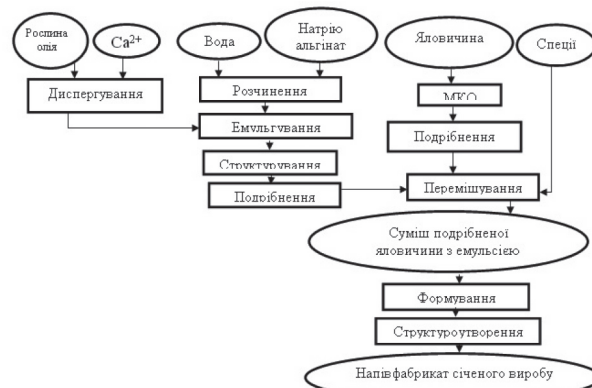 Рослина
олія
Ca²⁺
Вода
Натрію
альгінат
Яловичина
Спеції
Диспергування
Розчинення
МКО
Емульгування
Подрібнення
Структурування
Подрібнення
Перемішування
Суміш подрібненої
яловичини з емульсією
Формування
Структуроутворення
Напівфабрикат січеного виробу